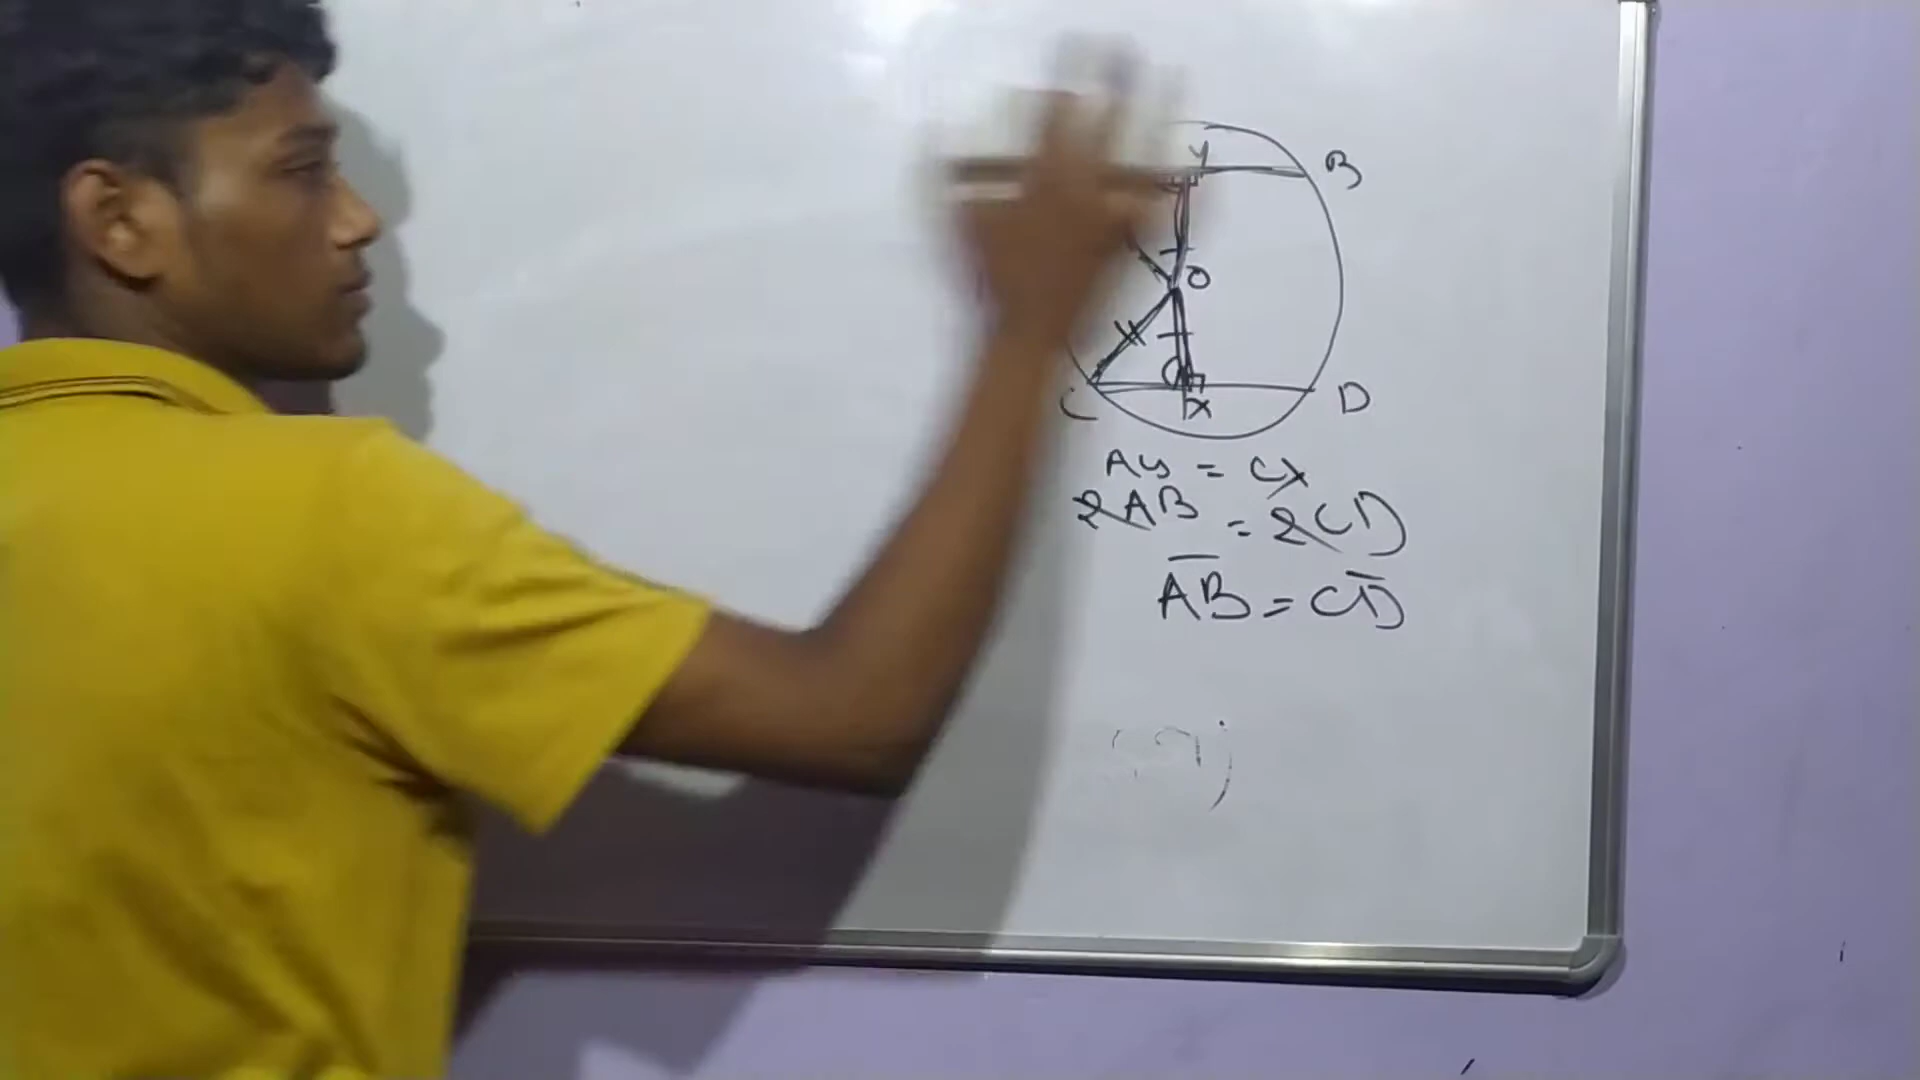 Y
B
O
C
X
D
Ay = CX
2AB = 2CD
AB = CD